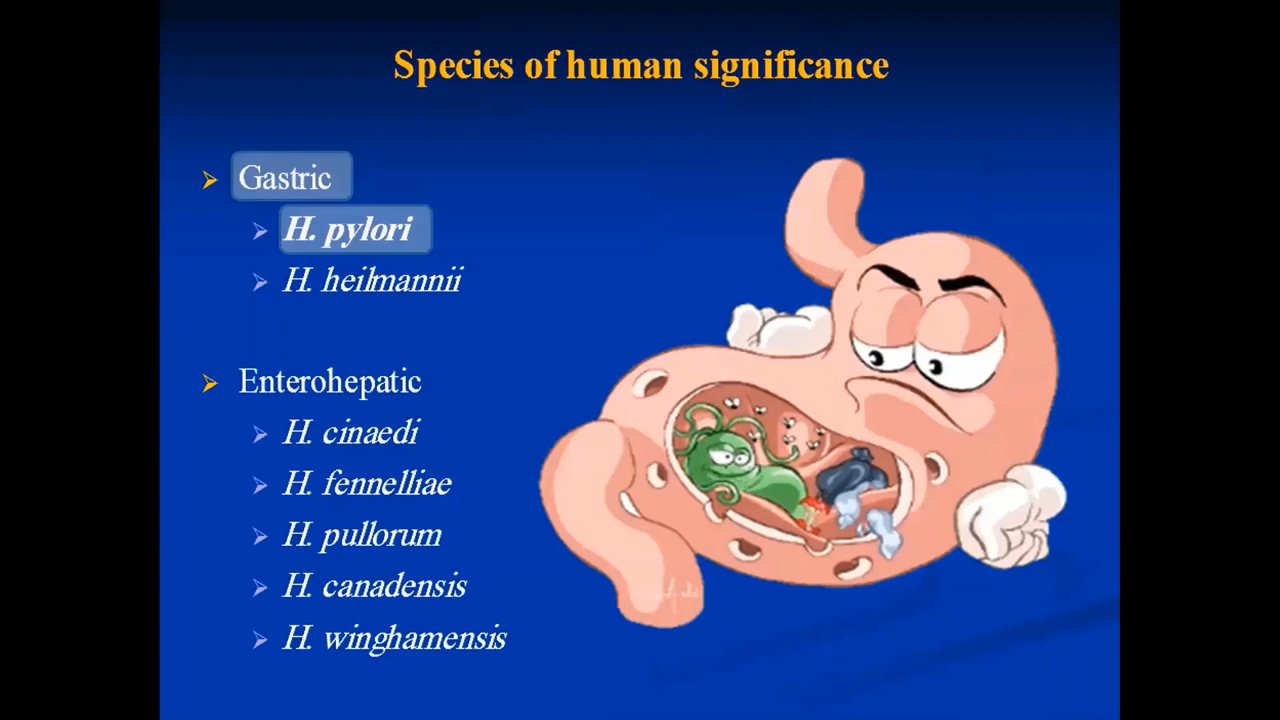 Species of human significance
Gastric
H. pylori
H. heilmannii
Enterohepatic
H. cinaedi
H. fennelliae
H. pullorum
H. canadensis
H. winghamensis